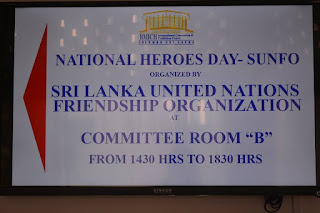 BMICH
NATIONAL HEROES DAY- SUNFO
ORGANIZED BY
SRI LANKA UNITED NATIONS
FRIENDSHIP ORGANIZATION
AT
COMMITTEE ROOM “B”
FROM 1430 HRS TO 1830 HRS